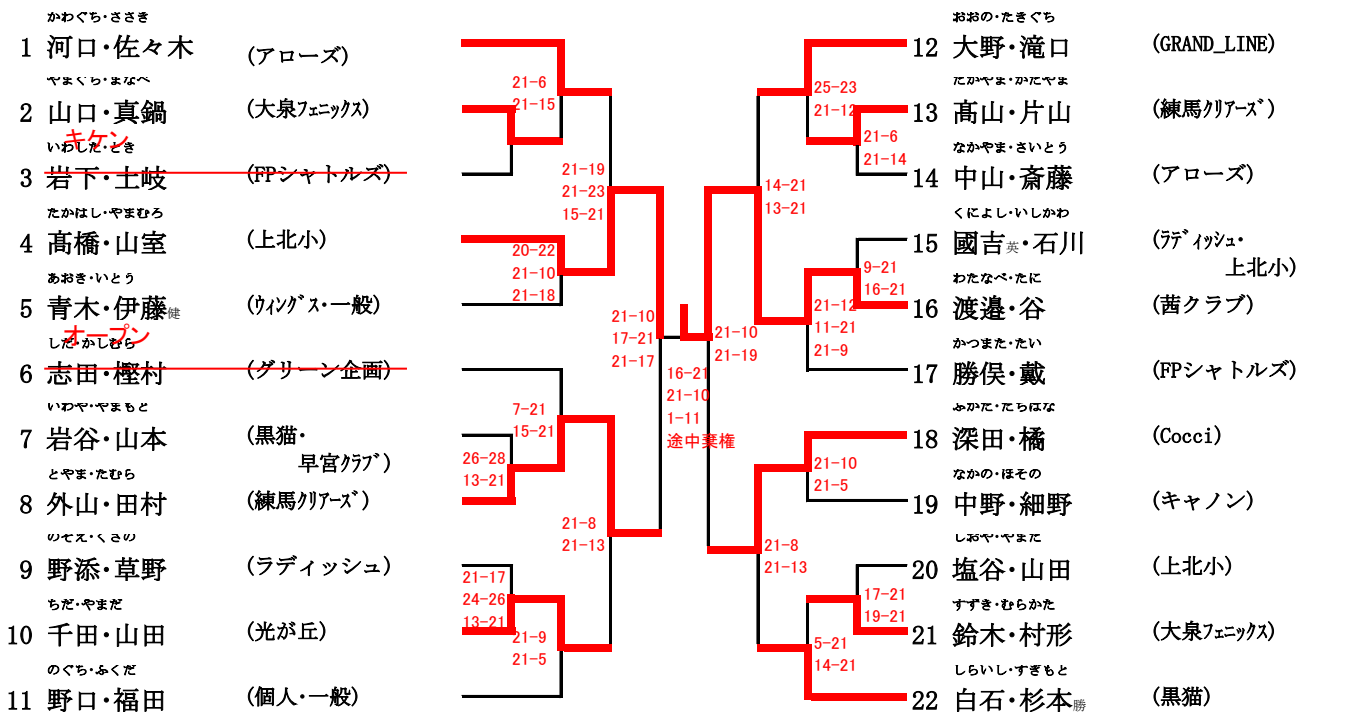 かわぐち・ささき
1 河口・佐々木 (アローズ)
やまぐち・まなべ
2 山口・真鍋 (大泉フェニックス)
キケン
いわした・とき
3 岩下・土岐 (FPシャトルズ)
たかはし・やまむろ
4 髙橋・山室 (上北小)
あおき・いとう
5 青木・伊藤健 (ウィングス・一般)
オープン
しだ・かしむら
6 志田・樫村 (グリーン企画)
いわや・やまもと
7 岩谷・山本 (黒猫・
早宮クラブ)
とやま・たむら
8 外山・田村 (練馬クリアーズ)
のぞえ・くさの
9 野添・草野 (ラディッシュ)
ちだ・やまだ
10 千田・山田 (光が丘)
のぐち・ふくだ
11 野口・福田 (個人・一般)
21-6
21-15
21-19
21-23
15-21
20-22
21-10
21-18
21-10
17-21
21-17
7-21
15-21
26-28
13-21
21-8
21-13
21-17
24-26
13-21
21-9
21-5
16-21
21-10
1-11
途中棄権
25-23
21-12
21-6
21-14
14-21
13-21
9-21
16-21
21-12
11-21
21-9
21-10
21-19
21-10
21-5
21-8
21-13
17-21
19-21
5-21
14-21
おおの・たきぐち
12 大野・滝口 (GRAND_LINE)
たかやま・かたやま
13 髙山・片山 (練馬クリアーズ)
なかやま・さいとう
14 中山・斎藤 (アローズ)
くによし・いしかわ
15 國吉英・石川 (ラディッシュ・
上北小)
わたなべ・たに
16 渡邉・谷 (茜クラブ)
かつまた・たい
17 勝俣・戴 (FPシャトルズ)
ふかだ・たちばな
18 深田・橘 (Cocci)
なかの・ほその
19 中野・細野 (キャノン)
しおや・やまだ
20 塩谷・山田 (上北小)
すずき・むらかた
21 鈴木・村形 (大泉フェニックス)
しらいし・すぎもと
22 白石・杉本勝 (黒猫)